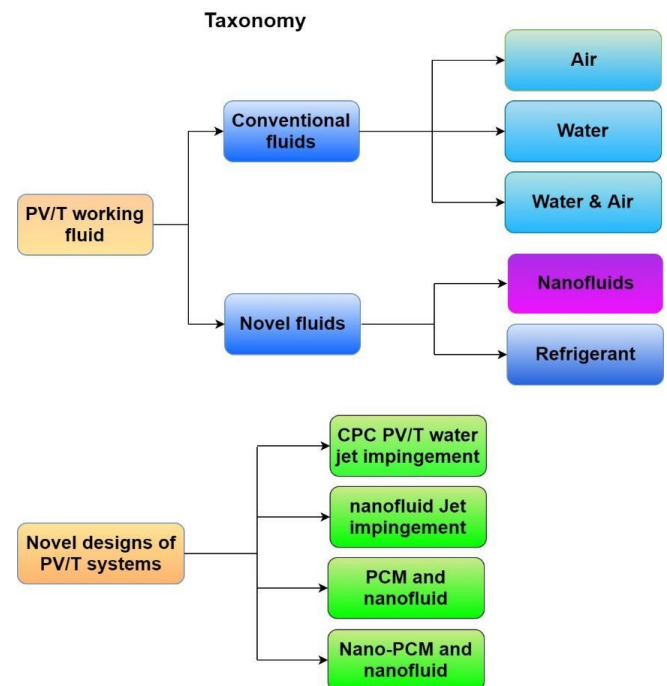 Taxonomy
Air
Conventional
fluids
Water
Water & Air
PV/T working
fluid
Nanofluids
Novel fluids
Refrigerant
CPC PV/T water
jet impingement
nanofluid Jet
impingement
Novel designs of
PV/T systems
PCM and
nanofluid
Nano-PCM and
nanofluid